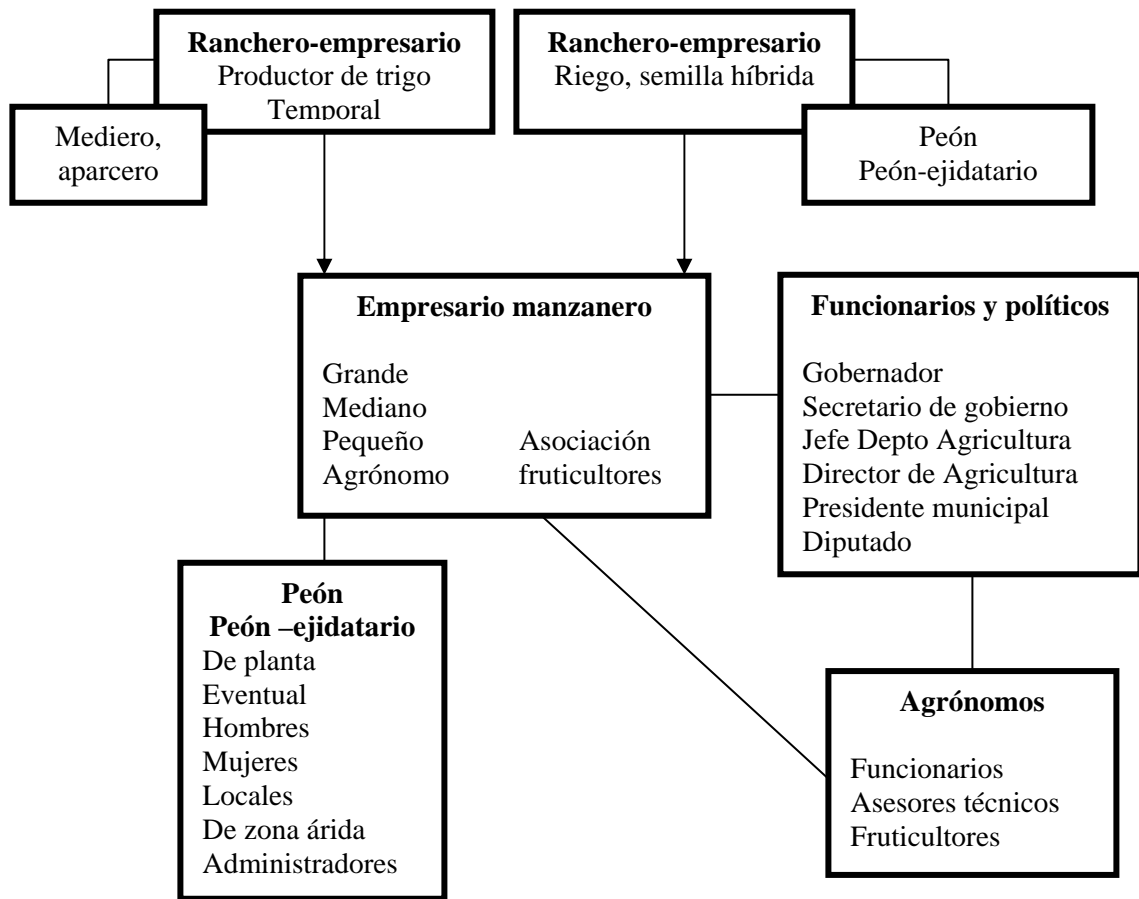 Ranchero-empresario
Productor de trigo
Temporal
Ranchero-empresario
Riego, semilla híbrida
Mediero,
aparcero
Peón
Peón-ejidatario
Empresario manzanero
Grande
Mediano
Pequeño
Agrónomo
Asociación
fruticultores
Funcionarios y políticos
Gobernador
Secretario de gobierno
Jefe Depto Agricultura
Director de Agricultura
Presidente municipal
Diputado
Peón
Peón –ejidatario
De planta
Eventual
Hombres
Mujeres
Locales
De zona árida
Administradores
Agrónomos
Funcionarios
Asesores técnicos
Fruticultores